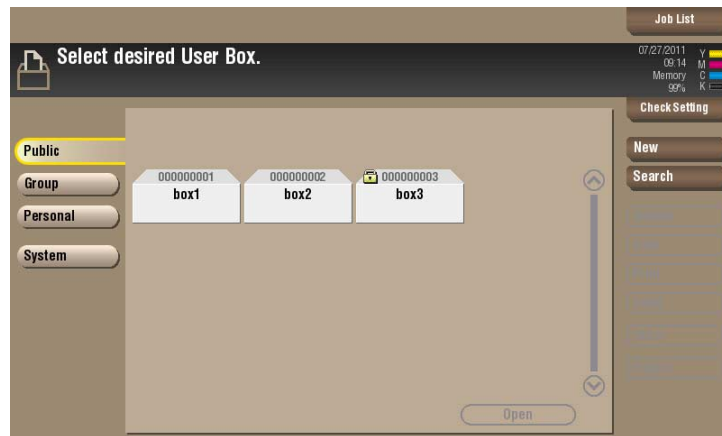 Job List
Select desired User Box.
07/27/2011
09:14
Memory
99%
Y
M
C
K
Check Setting
Public
Group
Personal
System
000000001
box1
000000002
box2
000000003
box3
New
Search
Open